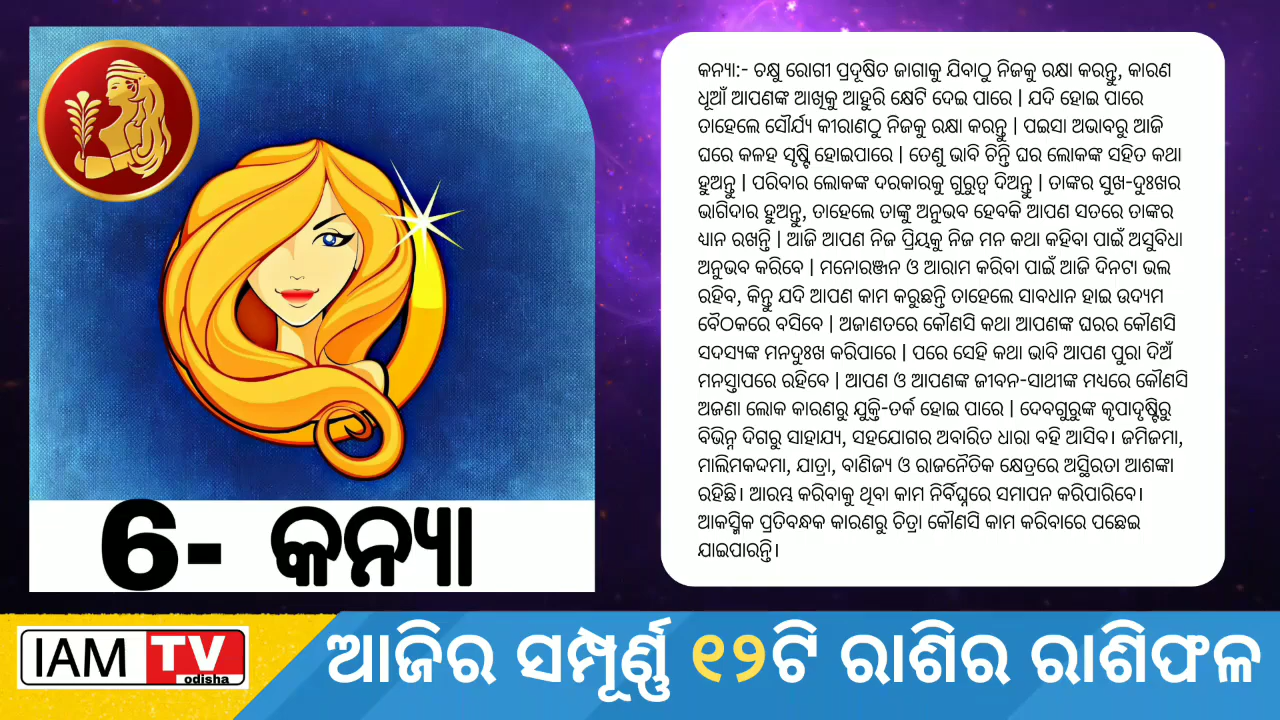 6- କନ୍ୟା
କନ୍ୟା:- ଚକ୍ଷୁ ରୋଗୀ ପ୍ରଦୂଷିତ ଜାଗାକୁ ଯିବାଠୁ ନିଜକୁ ରକ୍ଷା କରନ୍ତୁ, କାରଣ
ଧୂଆଁ ଆପଣଙ୍କ ଆଖିକୁ ଆହୁରି କ୍ଷେଟି ଦେଇ ପାରେ |  ଯଦି ହୋଇ ପାରେ
ତାହେଲେ ସୌର୍ଯ୍ୟ କୀରାଣଠୁ ନିଜକୁ ରକ୍ଷା କରନ୍ତୁ | ପଇସା ଅଭାବରୁ ଆଜି
ଘରେ କଳହ ସୃଷ୍ଟି ହୋଇପାରେ | ତେଣୁ ଭାବି ଚିନ୍ତି ଘର ଲୋକଙ୍କ ସହିତ କଥା
ହୁଅନ୍ତୁ | ପରିବାର ଲୋକଙ୍କ ଦରକାରକୁ ଗୁରୁତ୍ୱ ଦିଅନ୍ତୁ | ତାଙ୍କର ସୁଖ-ଦୁଃଖର
ଭାଗିଦାର ହୁଅନ୍ତୁ, ତାହେଲେ ତାଙ୍କୁ ଅନୁଭବ ହେବକି ଆପଣ ସତରେ ତାଙ୍କର
ଧ୍ୟାନ ରଖନ୍ତି | ଆଜି ଆପଣ ନିଜ ପ୍ରିୟକୁ ନିଜ ମନ କଥା କହିବା ପାଇଁ ଅସୁବିଧା
ଅନୁଭବ କରିବେ | ମନୋରଞ୍ଜନ ଓ ଆରାମ କରିବା ପାଇଁ ଆଜି ଦିନଟା ଭଲ
ରହିବ, କିନ୍ତୁ ଯଦି ଆପଣ କାମ କରୁଛନ୍ତି ତାହେଲେ ସାବଧାନ ହାଇ ଉଦ୍ୟମ
ବୈଠକରେ ବସିବେ | ଅଜାଣତରେ କୌଣସି କଥା ଆପଣଙ୍କ ଘରର କୌଣସି
ସଦସ୍ୟଙ୍କ ମନଦୁଃଖ କରିପାରେ | ପରେ ସେହି କଥା ଭାବି ଆପଣ ପୁରା ଦିଅଁ
ମନସ୍ତାପରେ ରହିବେ | ଆପଣ ଓ ଆପଣଙ୍କ ଜୀବନ-ସାଥୀଙ୍କ ମଧ୍ୟରେ କୌଣସି
ଅଜଣା ଲୋକ କାରଣରୁ ଯୁକ୍ତି-ତର୍କ ହୋଇ ପାରେ | ଦେବଗୁରୁଙ୍କ କୃପାଦୃଷ୍ଟିରୁ
ବିଭିନ୍ନ ଦିଗରୁ ସାହାଯ୍ୟ, ସହଯୋଗର ଅବାରିତ ଧାରା ବହି ଆସିବ। ଜମିଜମା,
ମାଲିମକଦ୍ଦମା, ଯାତ୍ରା, ବାଣିଜ୍ୟ ଓ ରାଜନୈତିକ କ୍ଷେତ୍ରରେ ଅସ୍ଥିରତା ଆଶଙ୍କା
ରହିଛି। ଆରମ୍ଭ କରିବାକୁ ଥିବା କାମ ନିର୍ବିଘ୍ନରେ ସମାପନ କରିପାରିବେ।
ଆକସ୍ମିକ ପ୍ରତିବନ୍ଧକ କାରଣରୁ ଚିତ୍ରା କୌଣସି କାମ କରିବାରେ ପଛେଇ
ଯାଇପାରନ୍ତି।
IAM TV
odisha
ଆଜିର ସମ୍ପୂର୍ଣ୍ଣ ୧୨ଟି ରାଶିର ରାଶିଫଳ